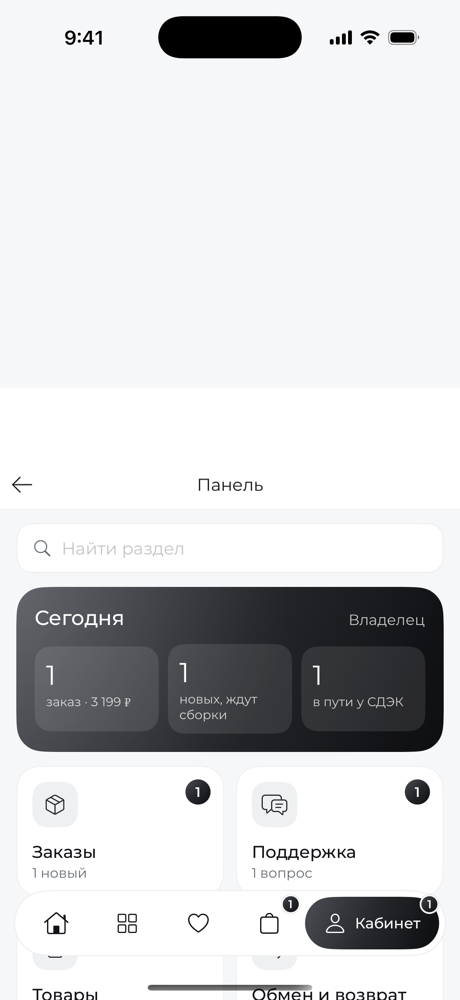 9:41
Панель
Найти раздел
Сегодня
Владелец
1
заказ · 3 199 ₽
1
новых, ждут
сборки
1
в пути у СДЭК
1
Заказы
1 новый
1
Поддержка
1 вопрос
1
Кабинет
1
Товары
Обмен и возврат